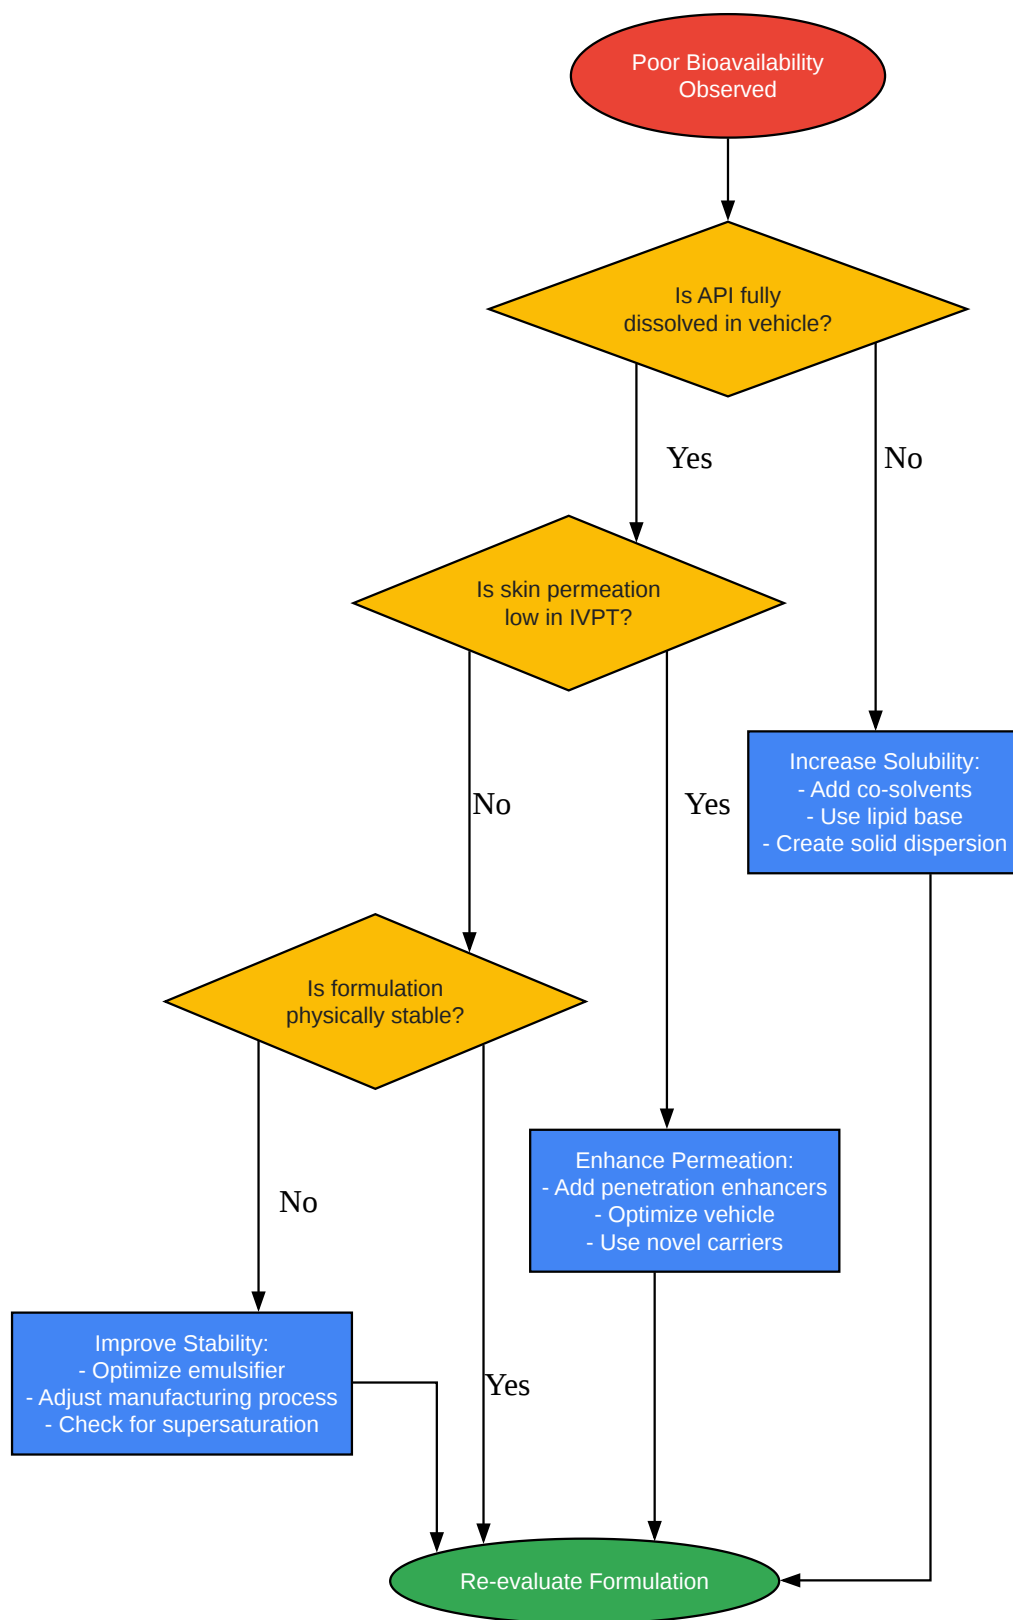 Poor Bioavailability
Observed
Is API fully
dissolved in vehicle?
Yes
No
Is skin permeation
low in IVPT?
No
Yes
Increase Solubility:
- Add co-solvents
- Use lipid base
- Create solid dispersion
Is formulation
physically stable?
No
Enhance Permeation:
- Add penetration enhancers
- Optimize vehicle
- Use novel carriers
Improve Stability:
- Optimize emulsifier
- Adjust manufacturing process
- Check for supersaturation
Yes
Re-evaluate Formulation